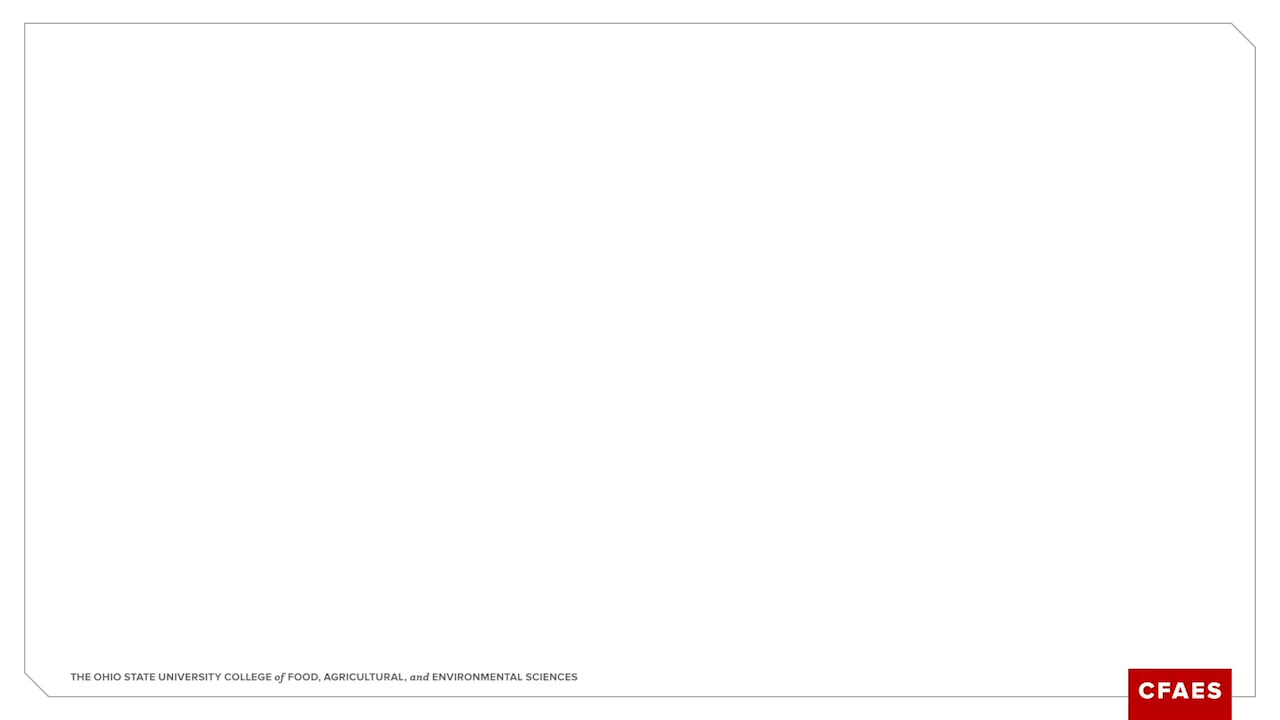 THE OHIO STATE UNIVERSITY COLLEGE of FOOD, AGRICULTURAL, and ENVIRONMENTAL SCIENCES
CFAES